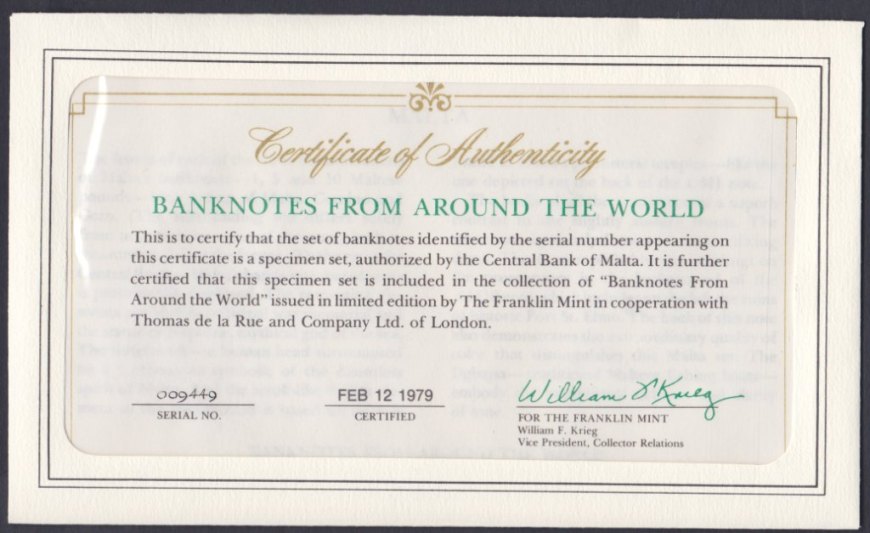 Certificate of Authenticity
BANKNOTES FROM AROUND THE WORLD
This is to certify that the set of banknotes identified by the serial number appearing on
this certificate is a specimen set, authorized by the Central Bank of Malta. It is further
certified that this specimen set is included in the collection of “Banknotes From
Around the World” issued in limited edition by The Franklin Mint in cooperation with
Thomas de la Rue and Company Ltd. of London.
009449
SERIAL NO.
FEB 12 1979
CERTIFIED
William F Krieg
FOR THE FRANKLIN MINT
William F. Krieg
Vice President, Collector Relations